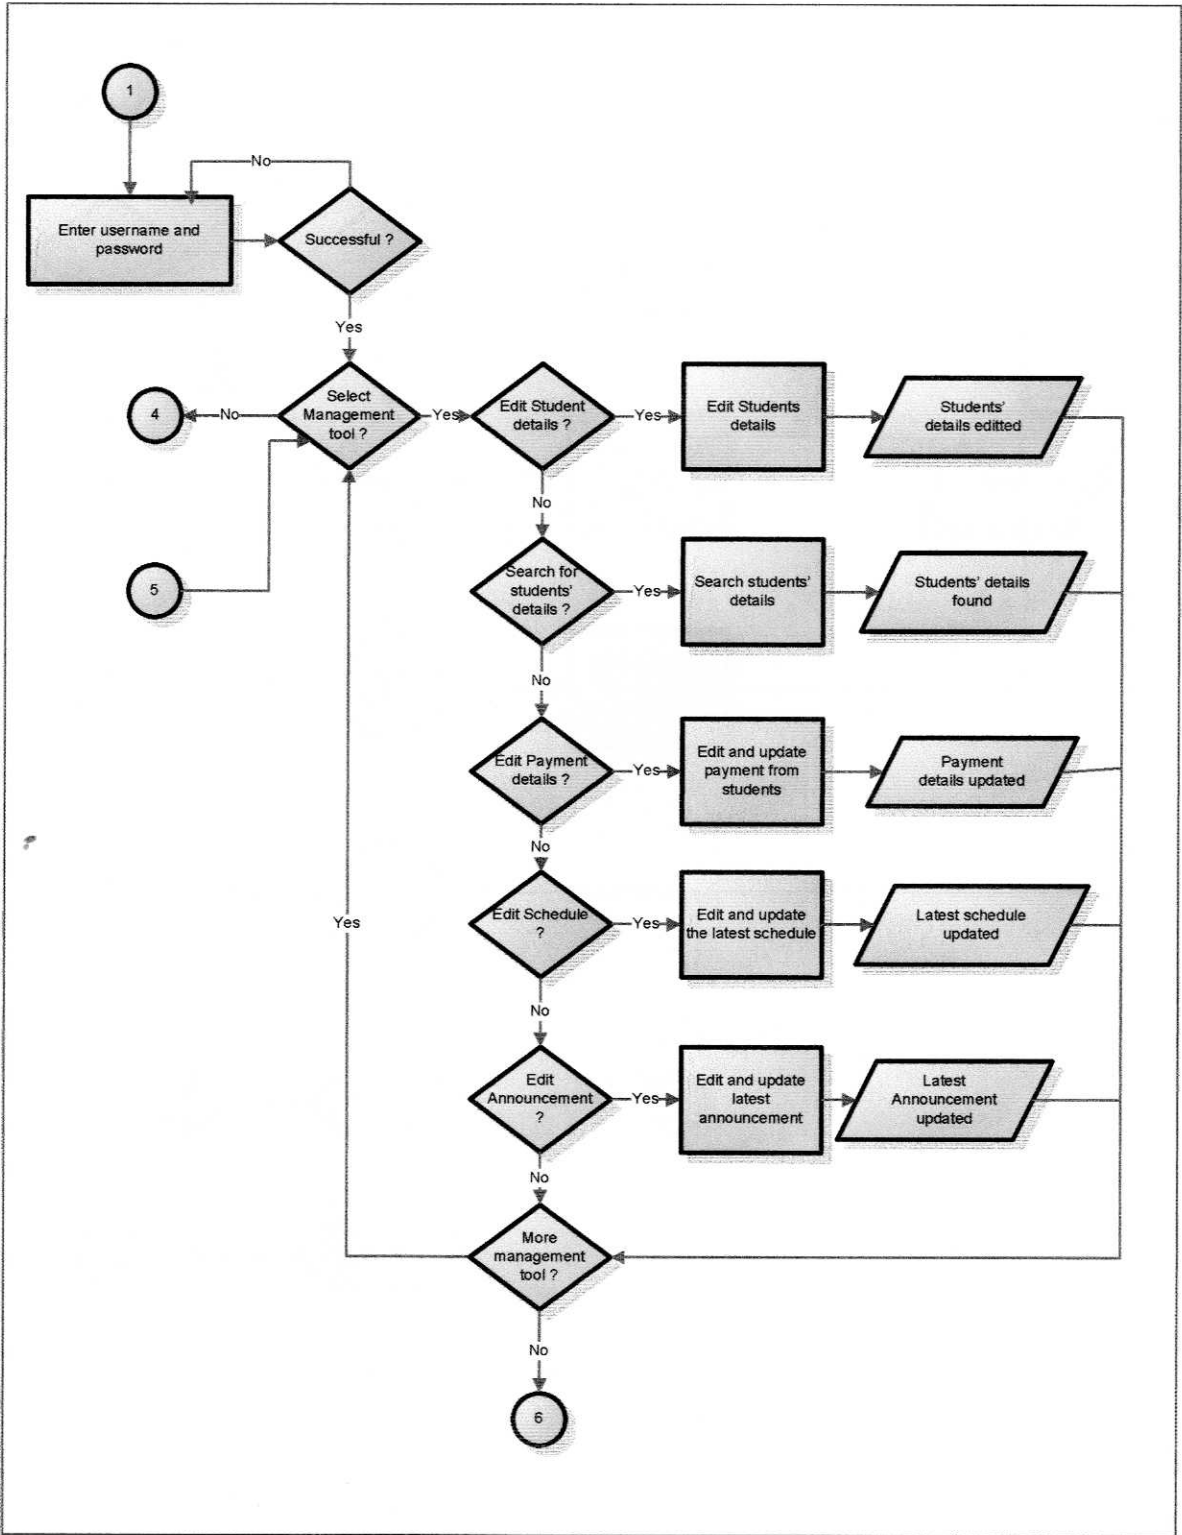 1
No
Enter username and
password
Successful ?
Yes
4
No
Select
Management
tool ?
Yes
Edit Student
details ?
Yes
Edit Students
details
Students'
details editted
No
5
Search for
students'
details ?
Yes
Search students'
details
Students' details
found
No
Edit Payment
details ?
Yes
Edit and update
payment from
students
Payment
details updated
No
Yes
Edit Schedule
?
Yes
Edit and update
the latest schedule
Latest schedule
updated
No
Edit
Announcement
?
Yes
Edit and update
latest
announcement
Latest
Announcement
updated
No
More
management
tool ?
No
6